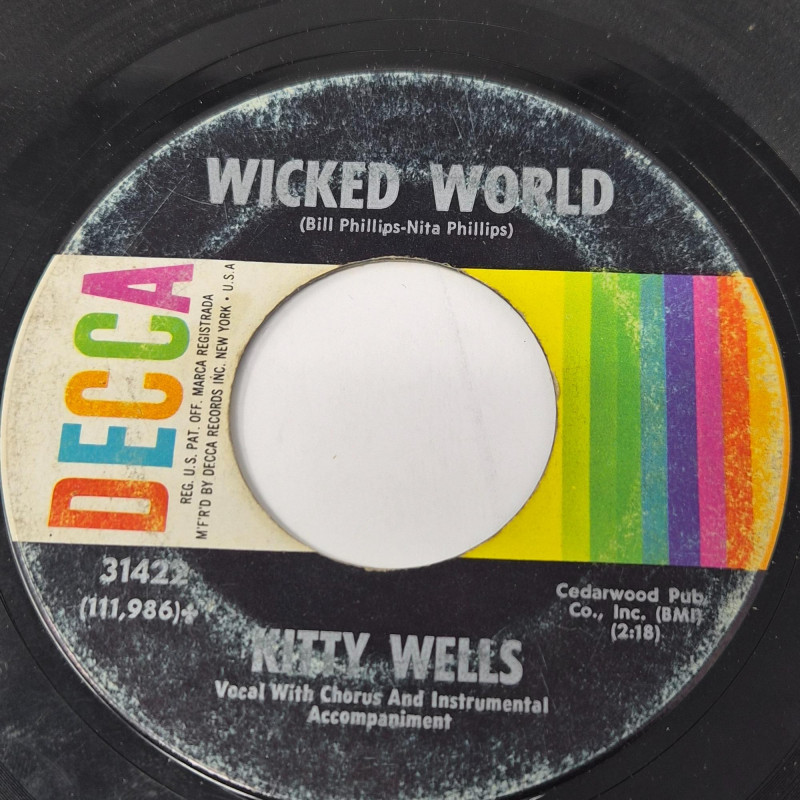 WICKED WORLD
(Bill Phillips-Nita Phillips)
DECCA
REG. U.S. PAT. OFF. MARCA REGISTRADA
M'F'R'D BY DECCA RECORDS INC. NEW YORK • U.S.A
31422
(111,986)+
Cedarwood Pub.
Co., Inc. (BMI)
(2:18)
KITTY WELLS
Vocal With Chorus And Instrumental
Accompaniment